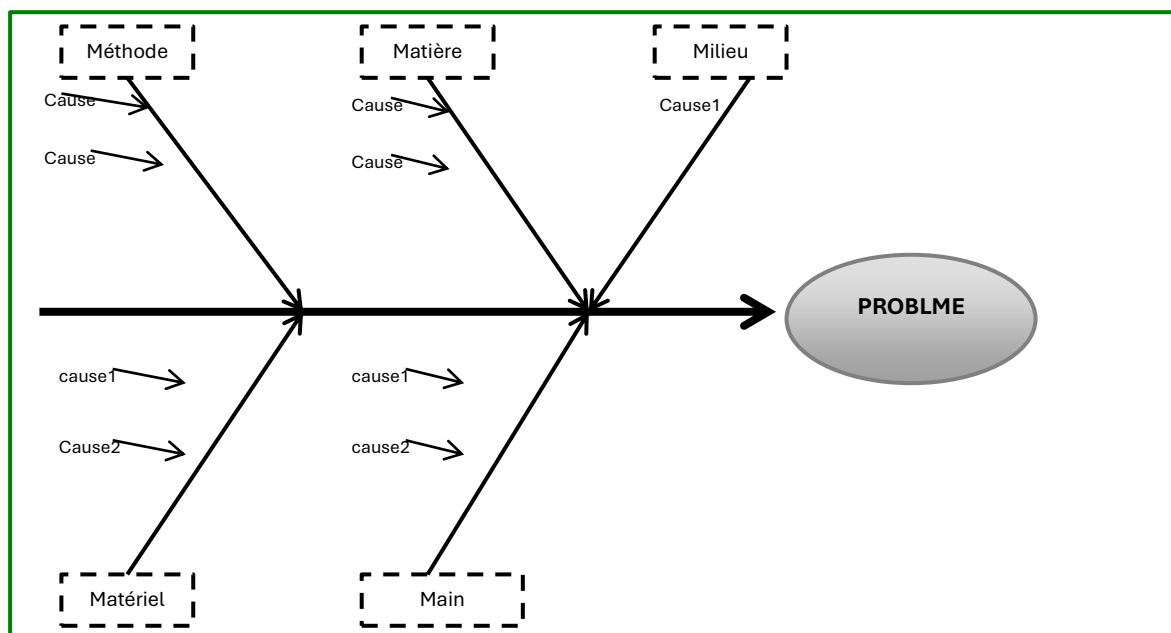 Méthode
Matière
Milieu
Cause
Cause
Cause1
Cause
Cause
PROBLME
cause1
cause1
Cause2
cause2
Matériel
Main